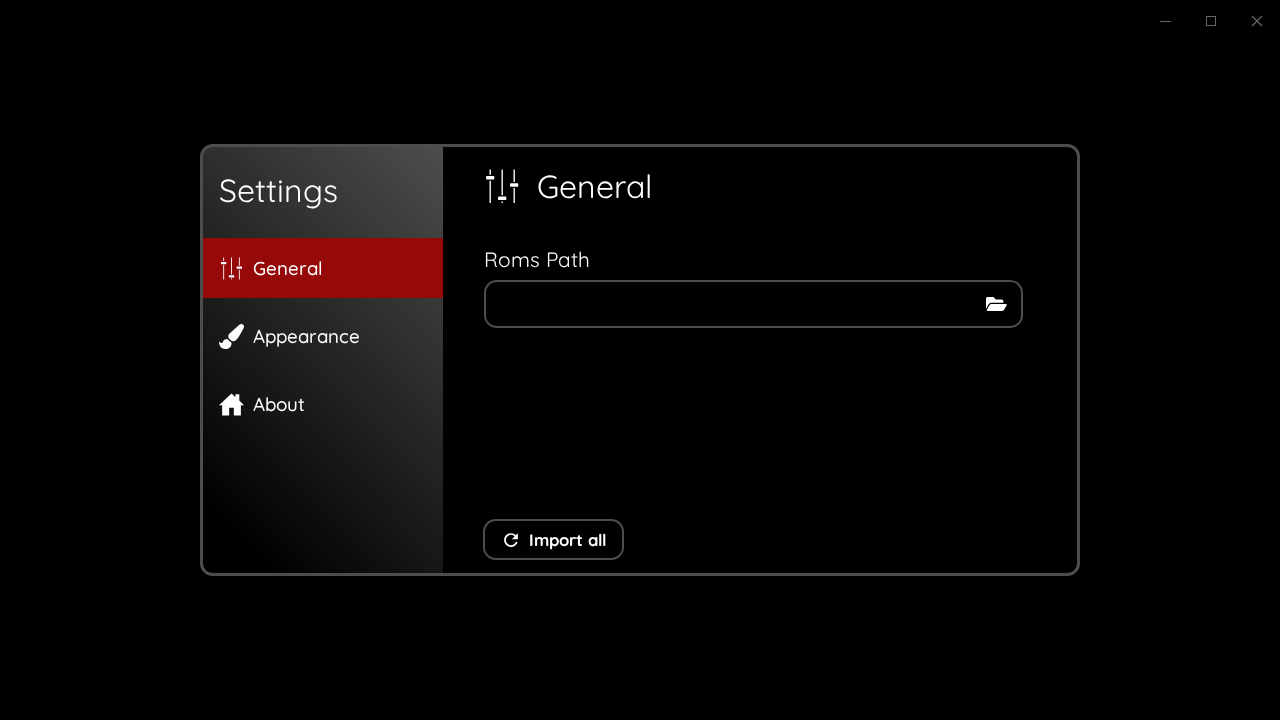 Settings
General
Appearance
About
General
Roms Path
Import all